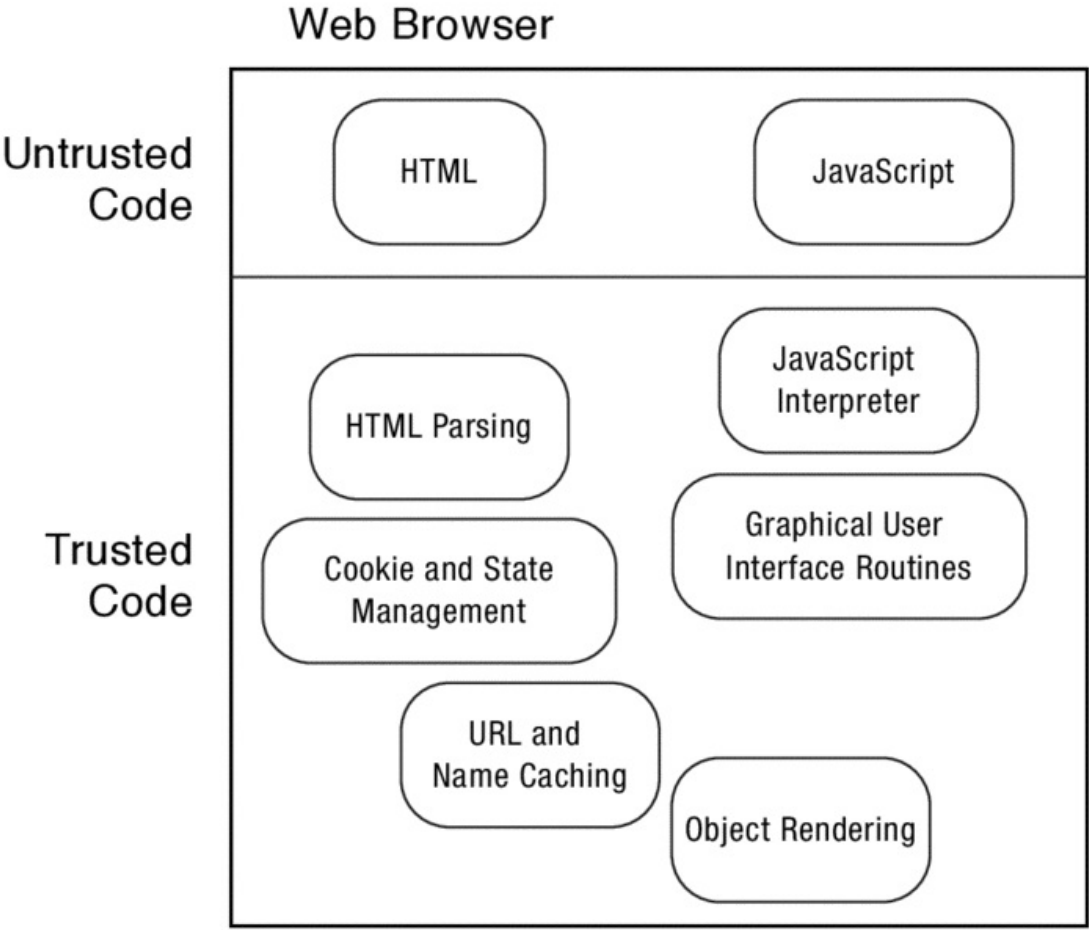 Web Browser
Untrusted
Code
HTML
JavaScript
JavaScript
Interpreter
HTML Parsing
Trusted
Code
Graphical User
Interface Routines
Cookie and State
Management
URL and
Name Caching
Object Rendering